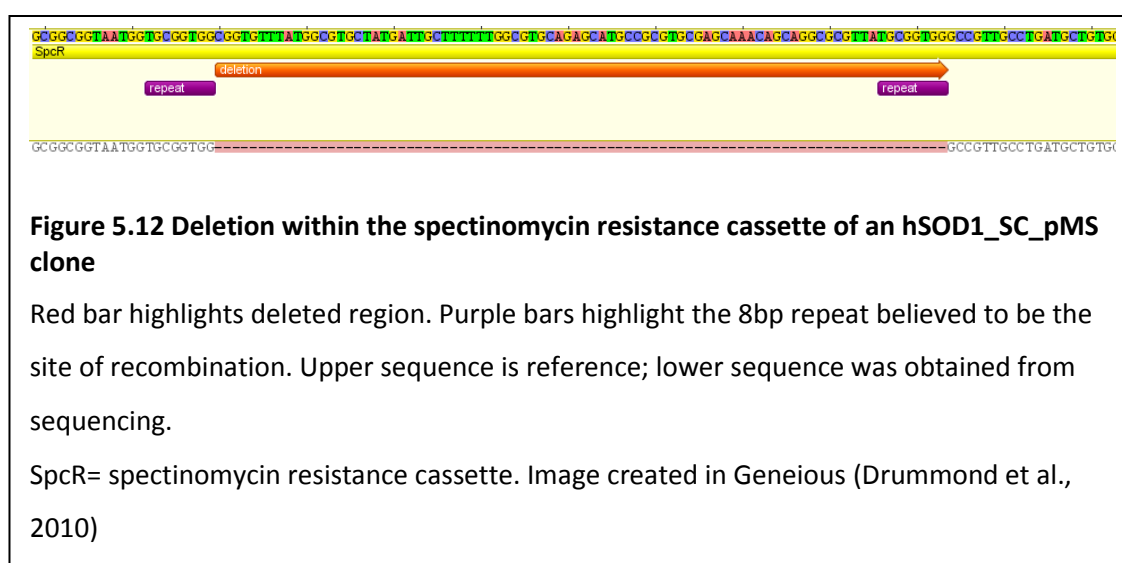 GCGGCGGTAATGGTGCGGTGGCGGTGTTTATGGCGTGCTATGATTGCTTTTTTGGCGTGCAGAGCATGCCGCGTGCGAGCAAACAGCAGGCGCGTTATGCGGTGGGCCGTTGCCTGATGCTGTGG
SpcR
deletion
repeat repeat
GCGGCGGTAATGGTGCGGTGG------------------------------------------------------------------------------------GCCGTTGCCTGATGCTGTGG
Figure 5.12 Deletion within the spectinomycin resistance cassette of an hSOD1_SC_pMS
clone
Red bar highlights deleted region. Purple bars highlight the 8bp repeat believed to be the
site of recombination. Upper sequence is reference; lower sequence was obtained from
sequencing.
SpcR= spectinomycin resistance cassette. Image created in Geneious (Drummond et al.,
2010)